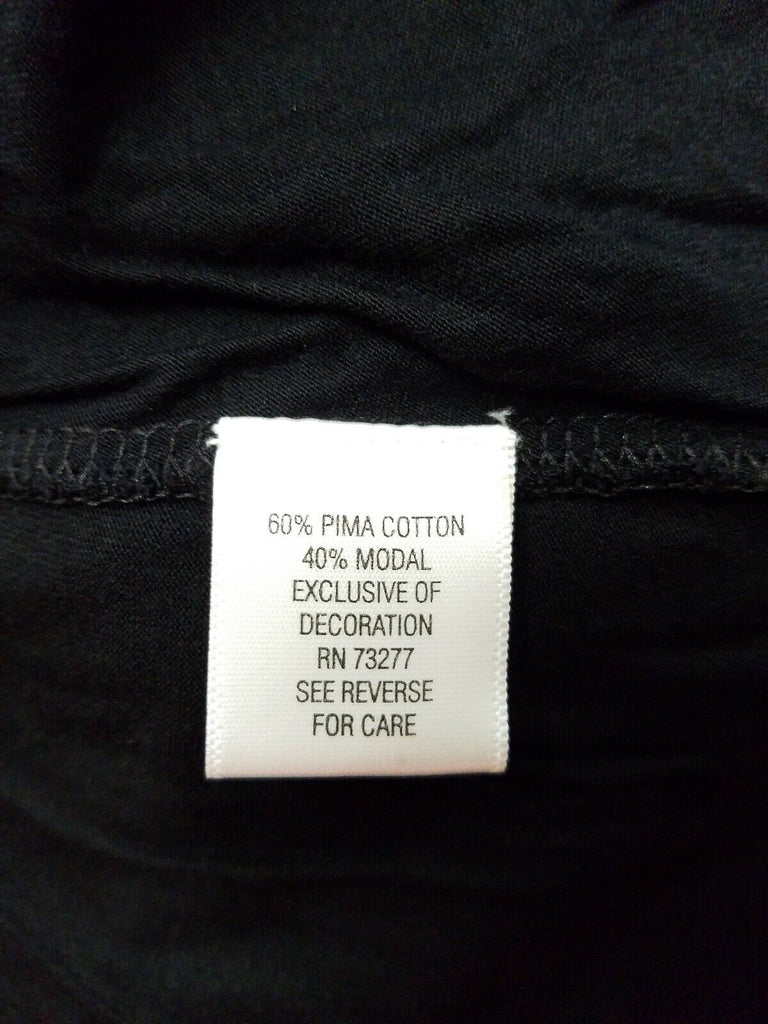 60% PIMA COTTON
40% MODAL
EXCLUSIVE OF
DECORATION
RN 73277
SEE REVERSE
FOR CARE